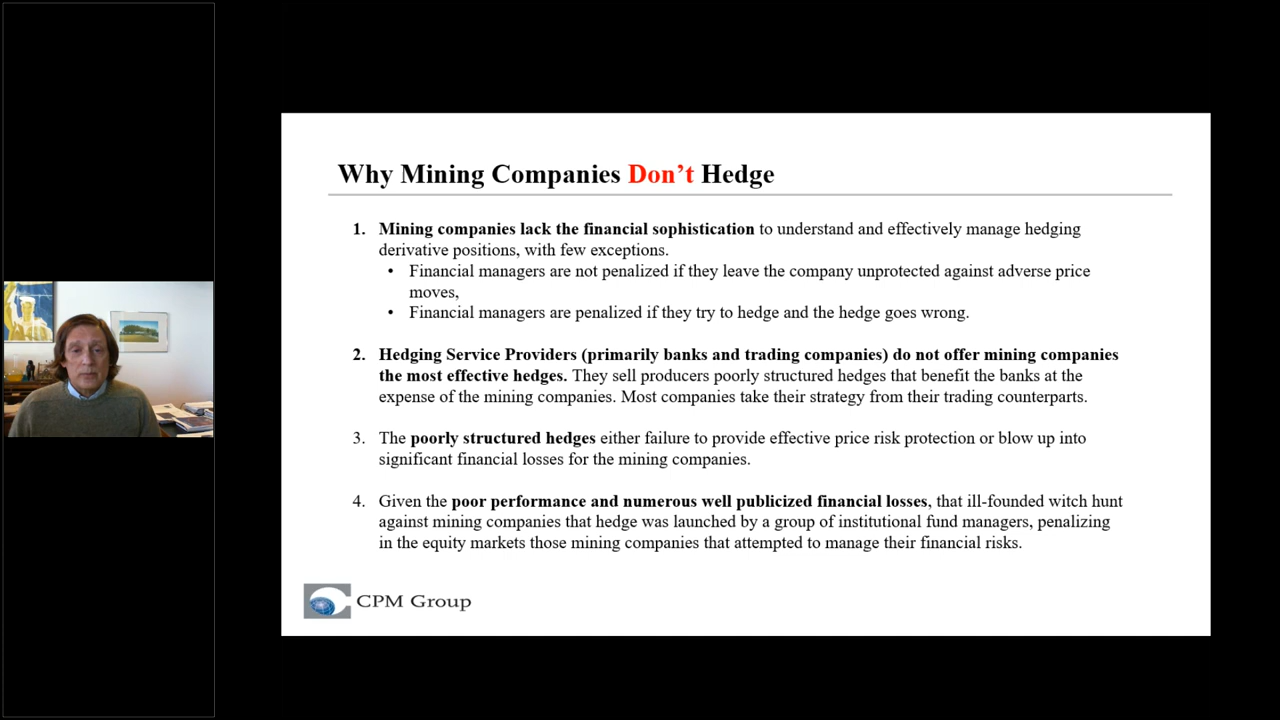 Why Mining Companies Don’t Hedge
1. Mining companies lack the financial sophistication to understand and effectively manage hedging
derivative positions, with few exceptions.
• Financial managers are not penalized if they leave the company unprotected against adverse price
moves,
• Financial managers are penalized if they try to hedge and the hedge goes wrong.
2. Hedging Service Providers (primarily banks and trading companies) do not offer mining companies
the most effective hedges. They sell producers poorly structured hedges that benefit the banks at the
expense of the mining companies. Most companies take their strategy from their trading counterparts.
3. The poorly structured hedges either failure to provide effective price risk protection or blow up into
significant financial losses for the mining companies.
4. Given the poor performance and numerous well publicized financial losses, that ill-founded witch hunt
against mining companies that hedge was launched by a group of institutional fund managers, penalizing
in the equity markets those mining companies that attempted to manage their financial risks.
CPM Group